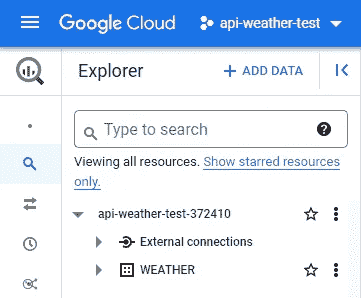 Google Cloud api-weather-test
Explorer + ADD DATA
Type to search
Viewing all resources. Show starred resources
only.
api-weather-test-372410
External connections
WEATHER